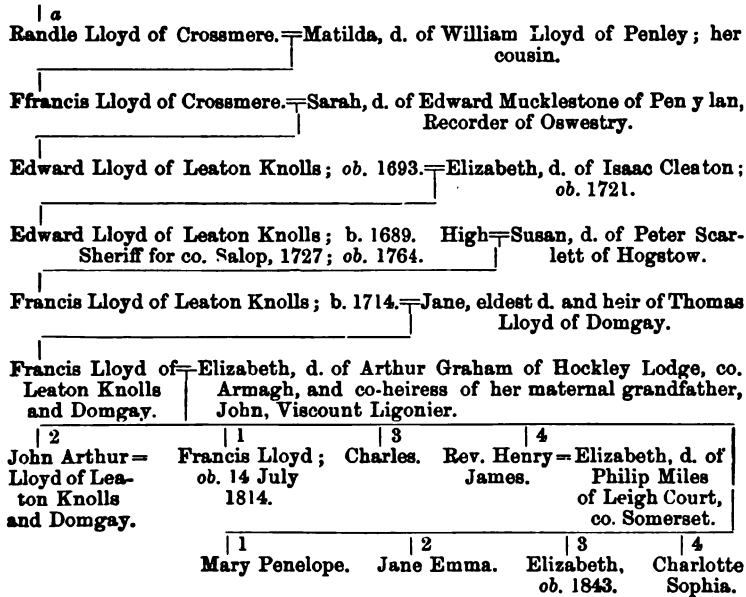 a
Randle Lloyd of Crossmere.=Matilda, d. of William Lloyd of Penley; her
cousin.
Ffrancis Lloyd of Crossmere.=Sarah, d. of Edward Mucklestone of Pen y lan,
Recorder of Oswestry.
Edward Lloyd of Leaton Knolls; ob. 1693.=Elizabeth, d. of Isaac Cleaton;
ob. 1721.
Edward Lloyd of Leaton Knolls; b. 1689. High=Susan, d. of Peter Scar-
Sheriff for co. Salop, 1727; ob. 1764. lett of Hogstow.
Francis Lloyd of Leaton Knolls; b. 1714.=Jane, eldest d. and heir of Thomas
Lloyd of Domgay.
Francis Lloyd of=Elizabeth, d. of Arthur Graham of Hockley Lodge, co.
Leaton Knolls Armagh, and co-heiress of her maternal grandfather,
and Domgay. John, Viscount Ligonier.
2 1 3 4
John Arthur= Francis Lloyd; Charles. Rev. Henry=Elizabeth, d. of
Lloyd of Lea- ob. 14 July James. Philip Miles
ton Knolls 1814. of Leigh Court,
and Domgay. co. Somerset.
1 2 3 4
Mary Penelope. Jane Emma. Elizabeth, Charlotte
ob. 1843. Sophia.